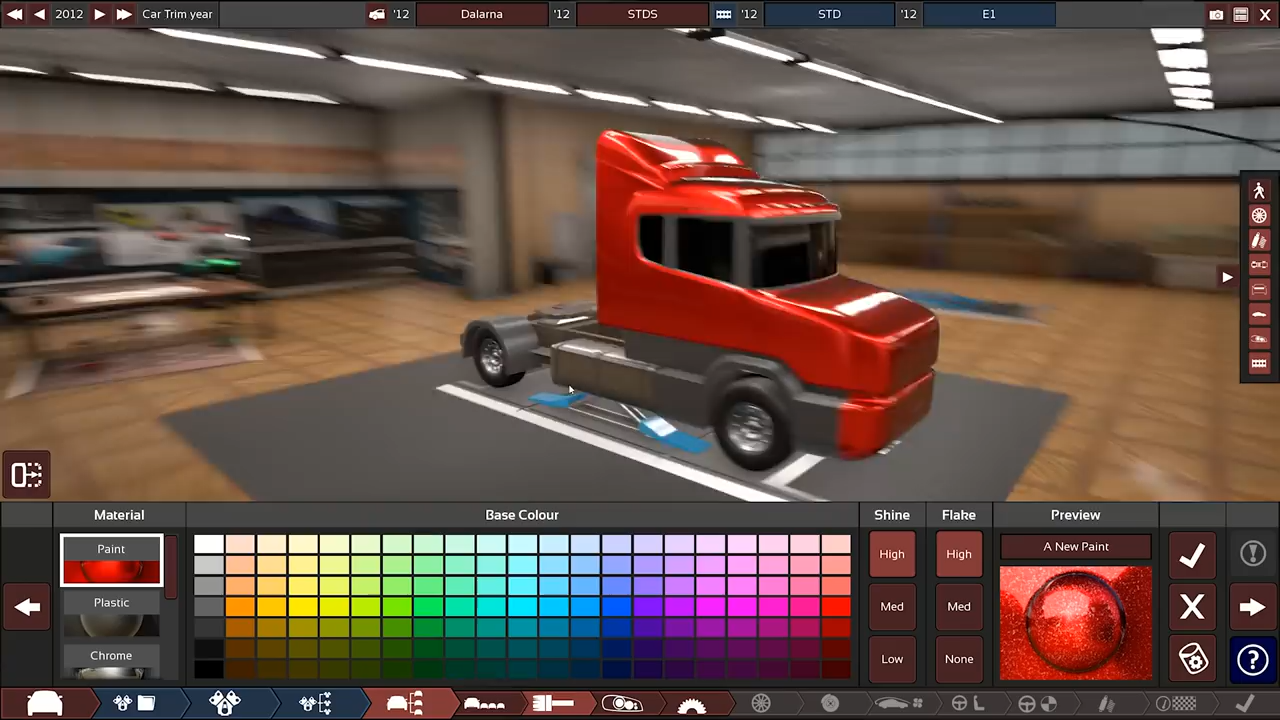 2012 Car Trim year '12 Dalarna '12 STDS '12 STD '12 E1
Material Base Colour Shine Flake Preview
Paint High High A New Paint
Plastic Med Med
Chrome Low None
?